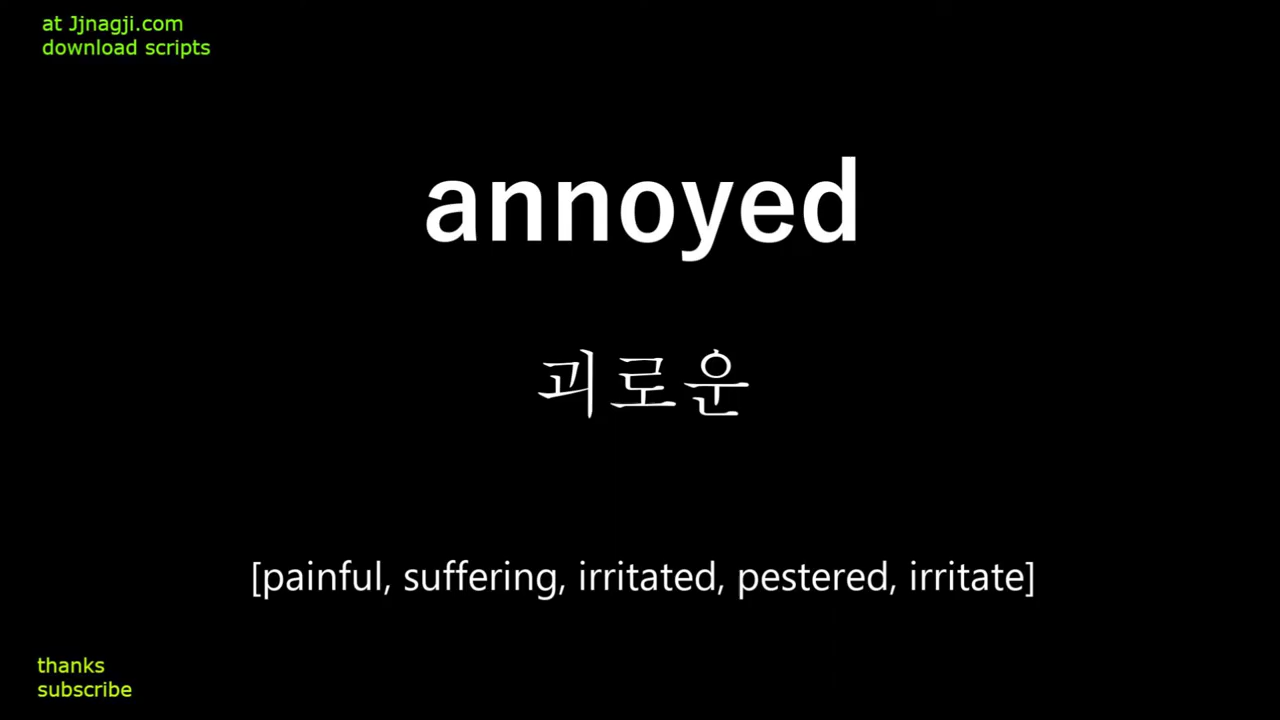 at Jjnagji.com
download scripts
annoyed
괴로운
[painful, suffering, irritated, pestered, irritate]
thanks
subscribe